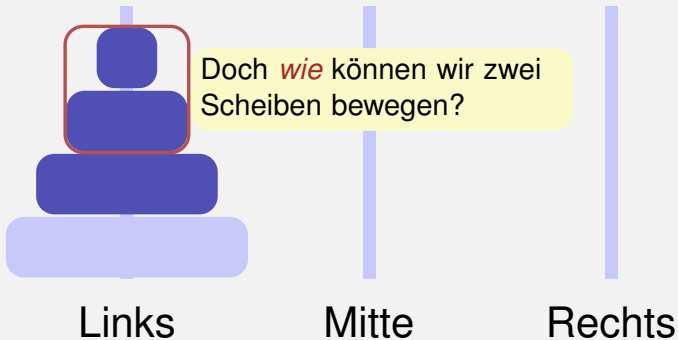 Doch wie können wir zwei
Scheiben bewegen?
Links Mitte Rechts